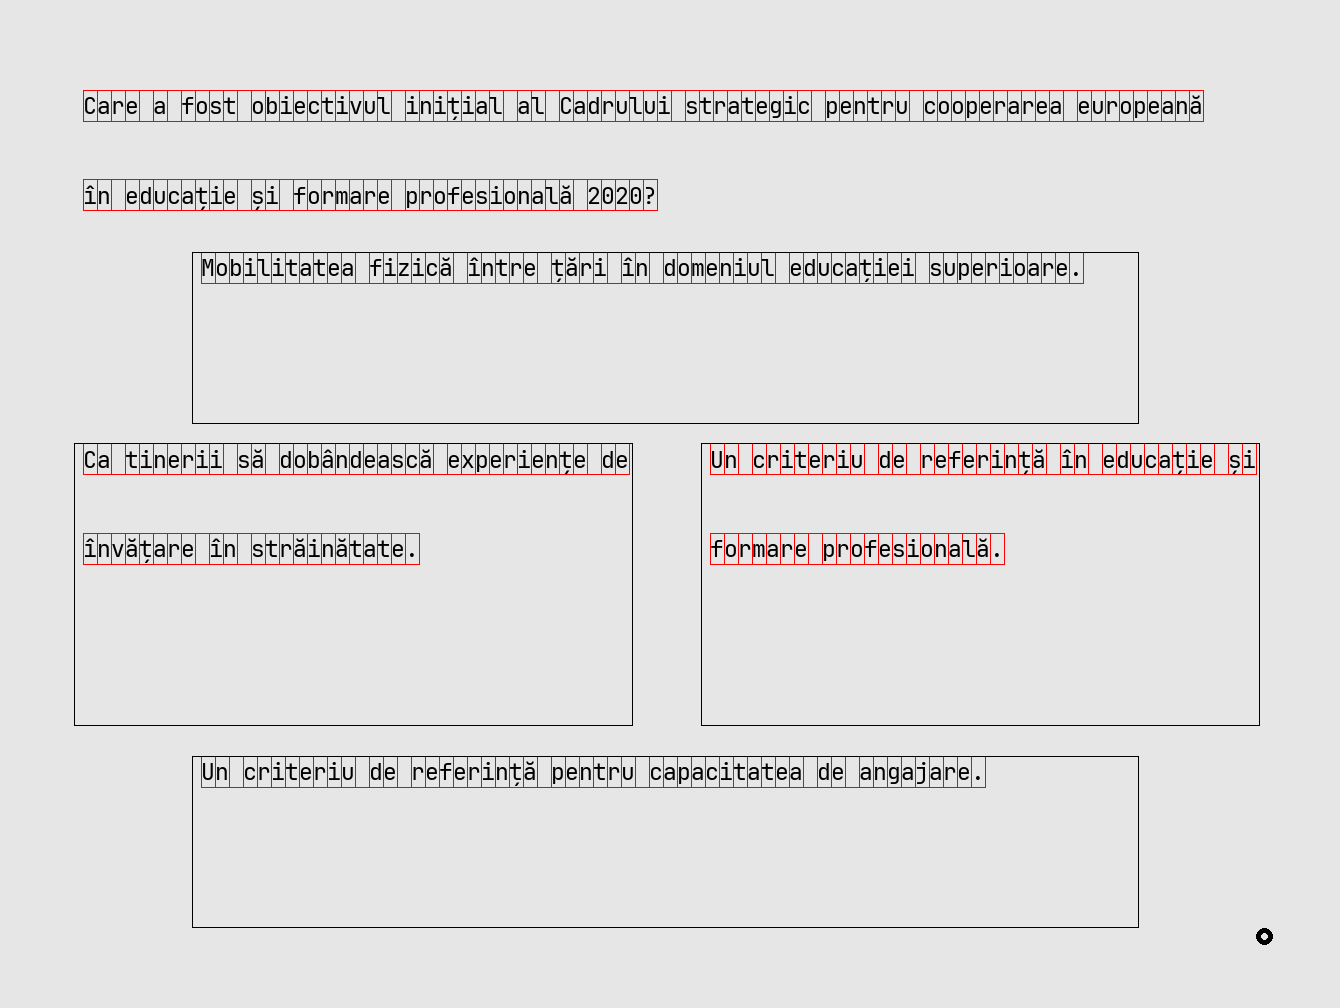 Care a fost obiectivul inițial al Cadrului strategic pentru cooperarea europeană
în educație și formare profesională 2020?
Mobilitatea fizică între țări în domeniul educației superioare.
Ca tinerii să dobândească experiențe de
învățare în străinătate.
Un criteriu de referință în educație și
formare profesională.
Un criteriu de referință pentru capacitatea de angajare.